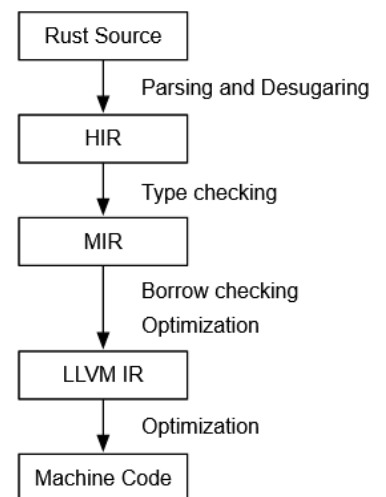 Rust Source
Parsing and Desugaring
HIR
Type checking
MIR
Borrow checking
Optimization
LLVM IR
Optimization
Machine Code